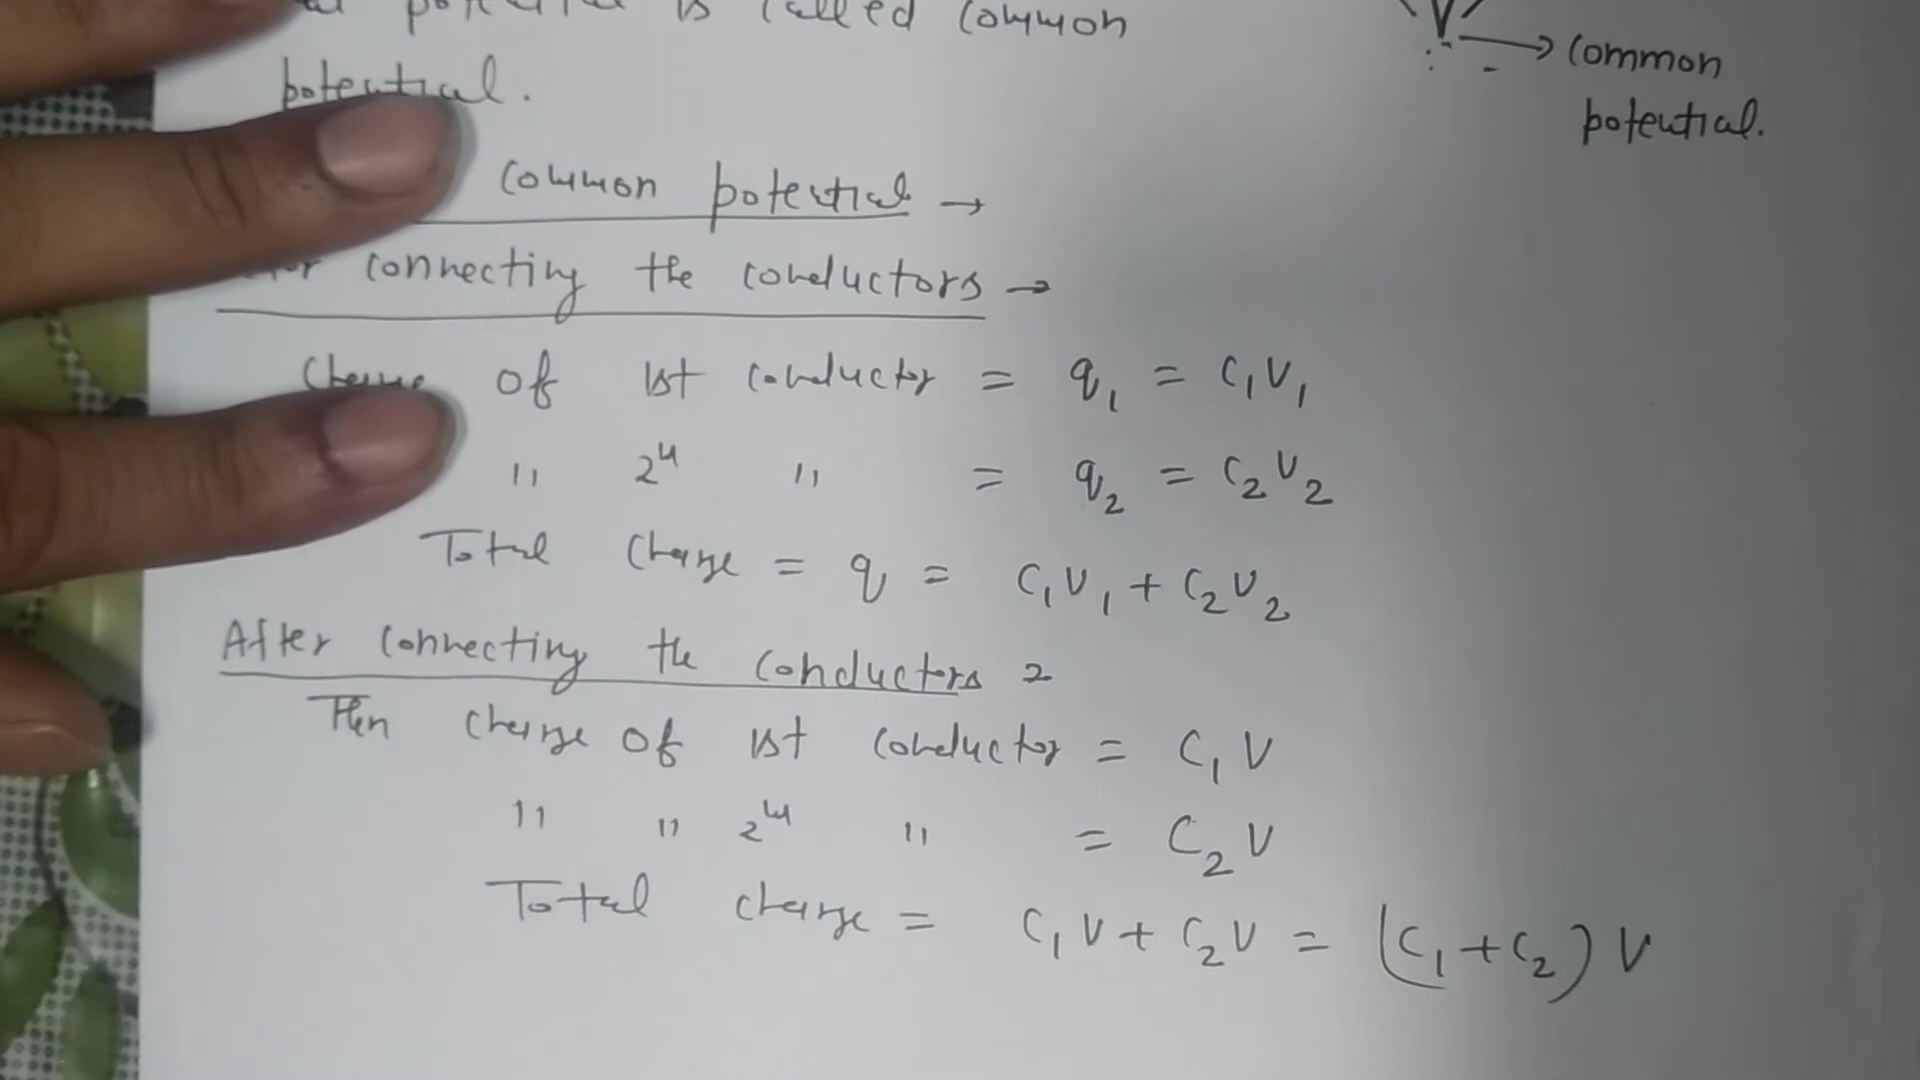 potential is called common
potential.
→ common
potential.
common potential →
connecting the conductors →
Charge of 1st conductor = q₁ = C₁V₁
" 2nd " = q₂ = C₂V₂
Total charge = q = C₁V₁ + C₂V₂
After connecting the conductors
Then charge of 1st conductor = C₁V
" " 2nd " = C₂V
Total charge = C₁V + C₂V = (C₁+C₂)V